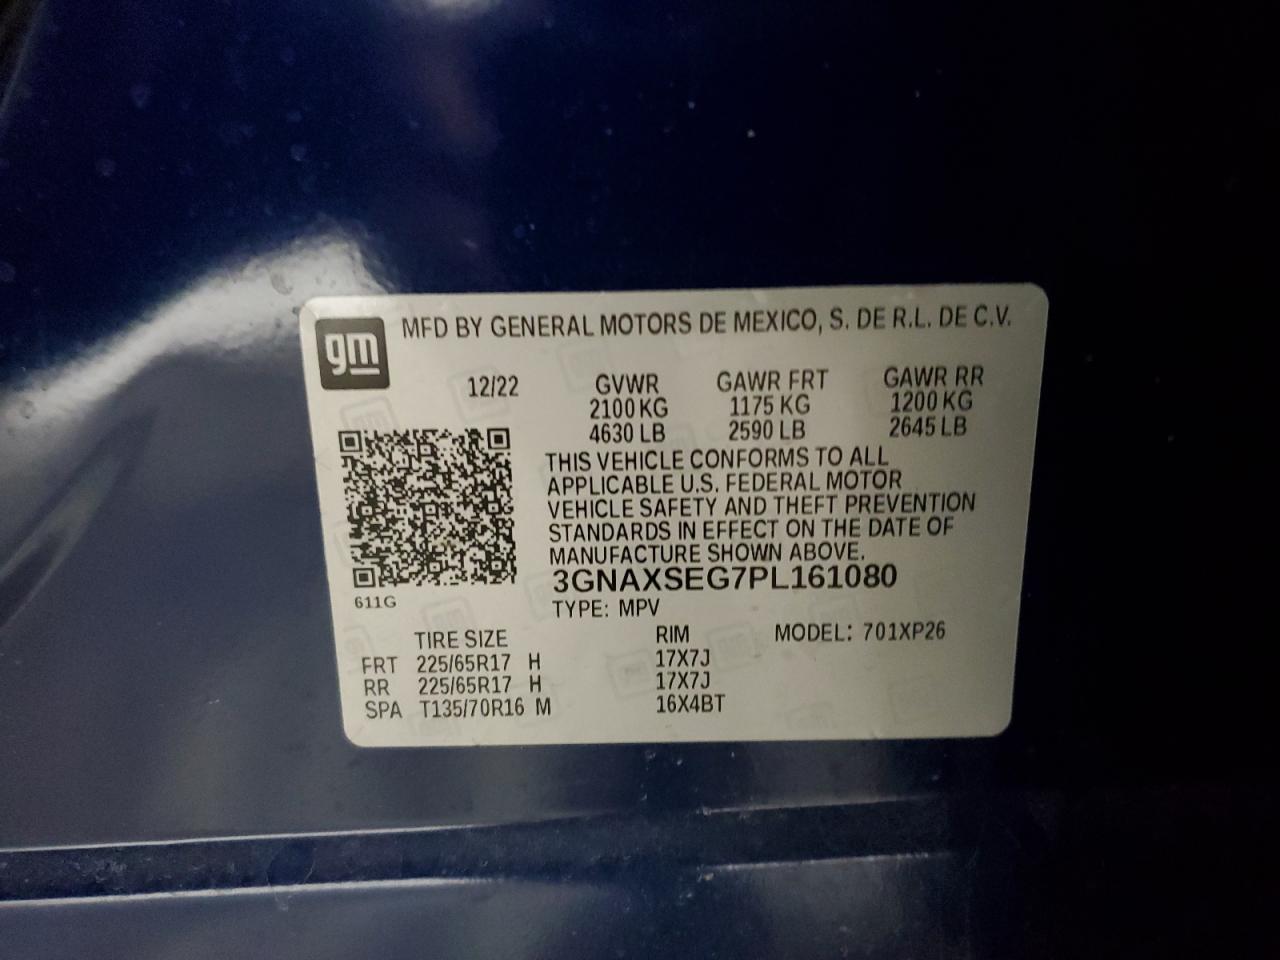 gm MFD BY GENERAL MOTORS DE MEXICO, S. DE R.L. DE C.V.
12/22 GVWR GAWR FRT GAWR RR
2100 KG 1175 KG 1200 KG
4630 LB 2590 LB 2645 LB
THIS VEHICLE CONFORMS TO ALL
APPLICABLE U.S. FEDERAL MOTOR
VEHICLE SAFETY AND THEFT PREVENTION
STANDARDS IN EFFECT ON THE DATE OF
MANUFACTURE SHOWN ABOVE.
3GNAXSEG7PL161080
611G
TYPE: MPV
TIRE SIZE RIM MODEL: 701XP26
FRT 225/65R17 H 17X7J
RR 225/65R17 H 17X7J
SPA T135/70R16 M 16X4BT